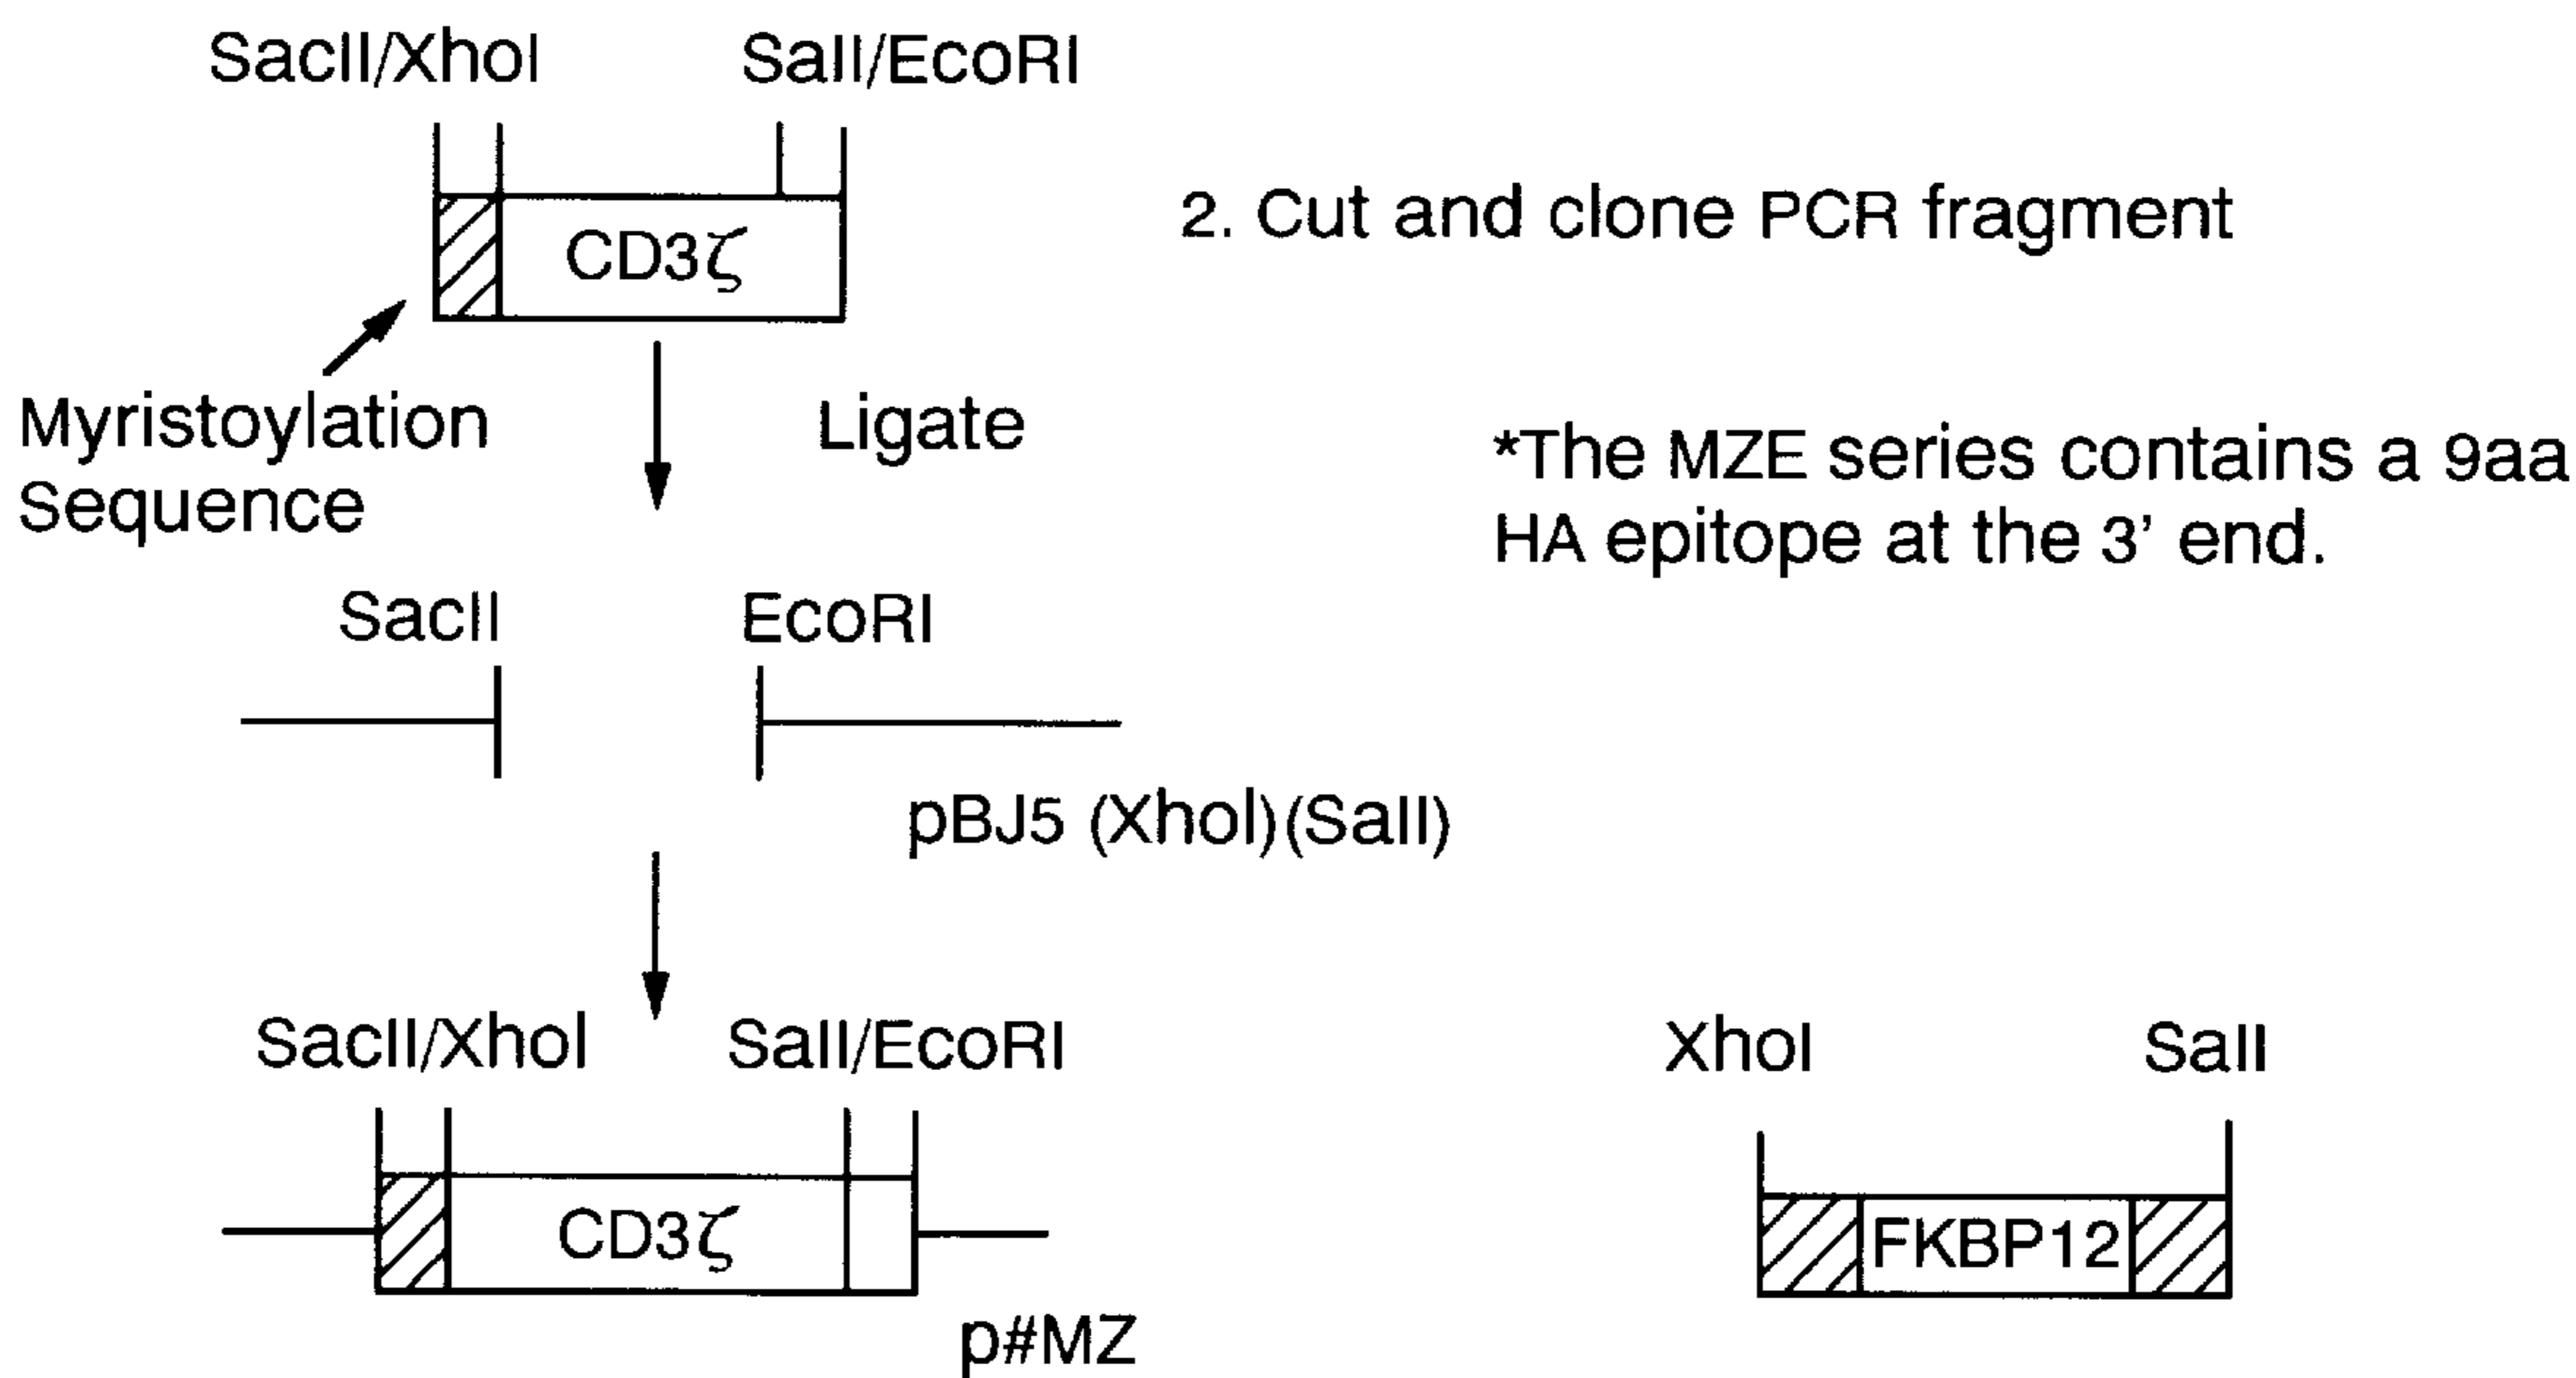 SacII/XhoI
SalI/EcoRI
CD3ζ
2. Cut and clone PCR fragment
Myristoylation
Sequence
Ligate
*The MZE series contains a 9aa
HA epitope at the 3' end.
SacII
EcoRI
pBJ5 (XhoI)(SalI)
SacII/XhoI
SalI/EcoRI
XhoI
SalI
CD3ζ
FKBP12
p#MZ